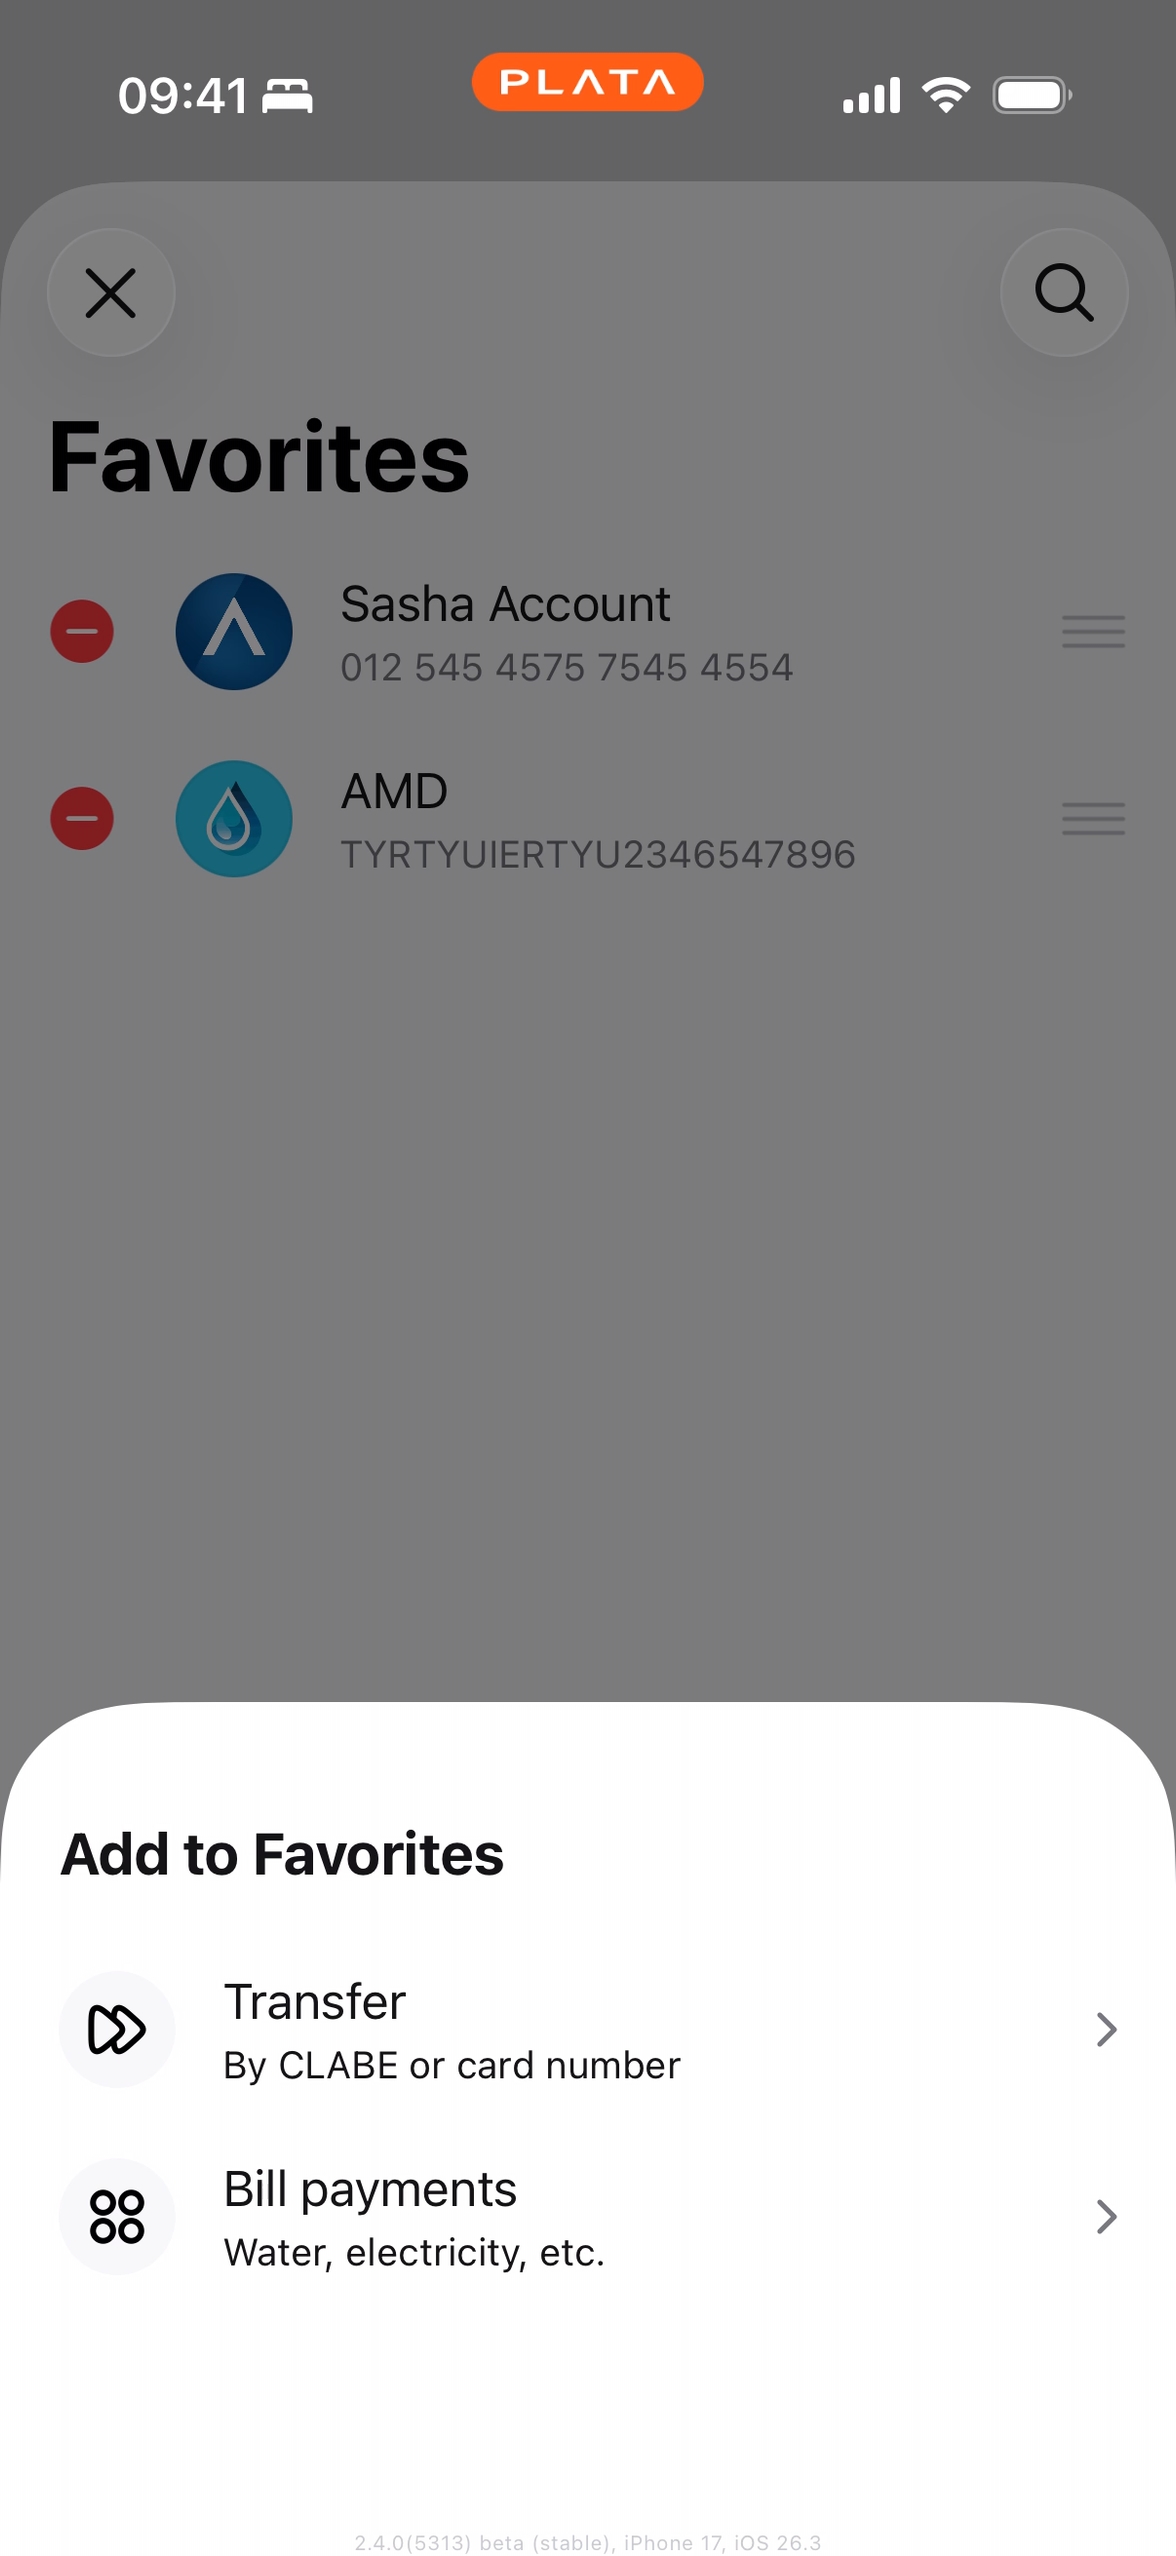 09:41
PLATA
Favorites
Sasha Account
012 545 4575 7545 4554
AMD
TYRTYUIERTYU2346547896
Add to Favorites
Transfer
By CLABE or card number
Bill payments
Water, electricity, etc.
2.4.0(5313) beta (stable), iPhone 17, iOS 26.3